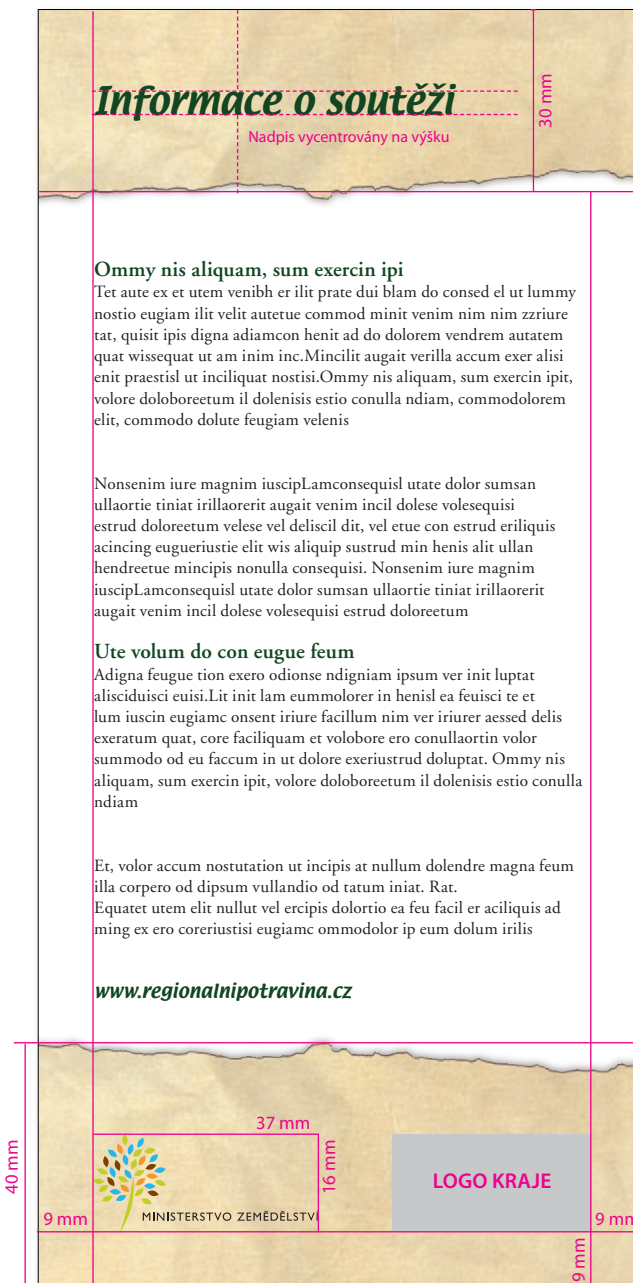 Informace o soutěži
30 mm
Nadpis vycentrovány na výšku
Ommy nis aliquam, sum exercin ipi
Tet aute ex et utem venibh er ilit prate dui blam do consed el ut lummy
nostio eugiam ilit velit autetue commod minit venim nim nim zzriure
tat, quisit ipis digna adiamcon henit ad do dolorem vendrem autatem
quat wissequat ut am inim inc.Mincilit augait verilla accum exer alisi
enit praestisl ut inciliquat nostisi.Ommy nis aliquam, sum exercin ipit,
volore doloboreetum il dolenisis estio conulla ndiam, commodolorem
elit, commodo dolute feugiam velenis
Nonsenim iure magnim iuscipLamconsequisl utate dolor sumsan
ullaortie tiniat irillaorerit augait venim incil dolese volesequisi
estrud doloreetum velese vel deliscil dit, vel etue con estrud eriliquis
acincing eugueriustie elit wis aliquip sustrud min henis alit ullan
hendreetue mincipis nonulla consequisi. Nonsenim iure magnim
iuscipLamconsequisl utate dolor sumsan ullaortie tiniat irillaorerit
augait venim incil dolese volesequisi estrud doloreetum
Ute volum do con eugue feum
Adigna feugue tion exero odionse ndigniam ipsum ver init luptat
alisciduisci euisi.Lit init lam eummolorer in henisl ea feuisci te et
lum iuscin eugiamc onsent iriure facillum nim ver iriurer aessed delis
exeratum quat, core faciliquam et volobore ero conullaortin volor
summodo od eu faccum in ut dolore exeriustrud doluptat. Ommy nis
aliquam, sum exercin ipit, volore doloboreetum il dolenisis estio conulla
ndiam
Et, volor accum nostutation ut incipis at nullum dolendre magna feum
illa corpero od dipsum vullandio od tatum iniat. Rat.
Equatet utem elit nullut vel ercipis dolortio ea feu facil er aciliquis ad
ming ex ero coreriustisi eugiamc ommodolor ip eum dolum irilis
www.regionalnipotravina.cz
37 mm
40 mm
16 mm
LOGO KRAJE
MINISTERSTVO ZEMĚDĚLSTVÍ
9 mm
9 mm
9 mm